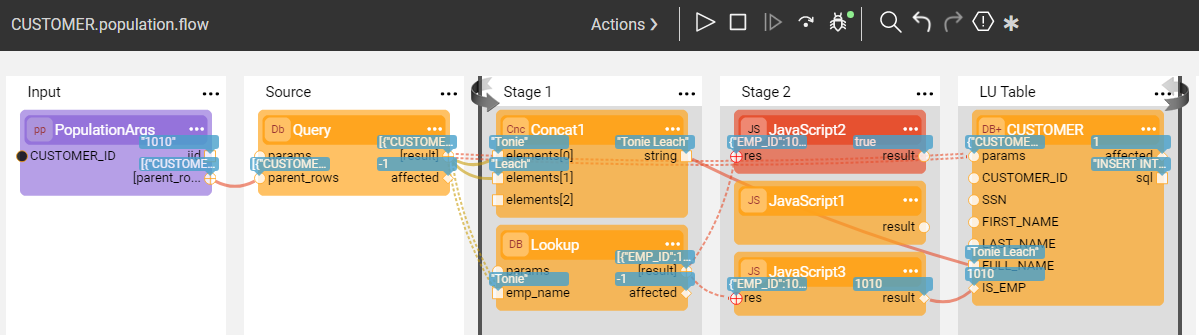 CUSTOMER.population.flow
Actions
Input
PopulationArgs
"1010"
CUSTOMER_ID
iid
[{"CUSTOME...
[parent_ro...
Source
Db
Query
[{"CUSTOME...
params
[result]
[{"CUSTOME...
-1
parent_rows
affected
Stage 1
Cnc
Concat1
"Tonie"
"Tonie Leach"
elements[0]
string
"Leach"
elements[1]
elements[2]
DB
Lookup
[{"EMP_ID":1...
params
[result]
"Tonie"
-1
emp_name
affected
Stage 2
JS
JavaScript2
{"EMP_ID":10...
true
res
result
JS
JavaScript1
result
JS
JavaScript3
{"EMP_ID":10...
1010
res
result
LU Table
DB+
CUSTOMER
{"CUSTOME...
1
params
affected
"INSERT INT...
CUSTOMER_ID
sql
SSN
FIRST_NAME
LAST_NAME
"Tonie Leach"
FULL_NAME
1010
IS_EMP